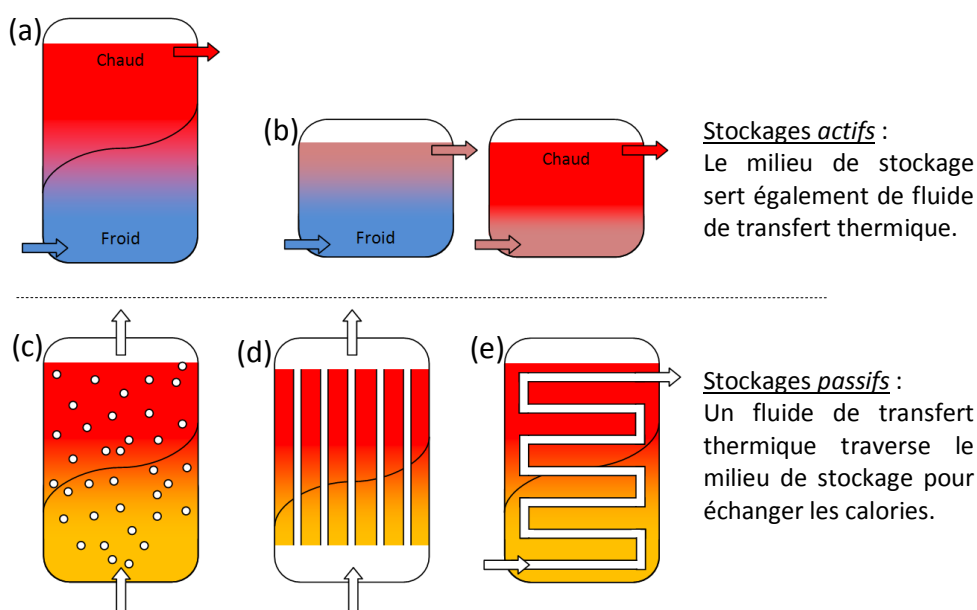 (a)
Chaud
Froid
(b)
Froid
Chaud
Stockages actifs :
Le milieu de stockage
sert également de fluide
de transfert thermique.
(c)
(d)
(e)
Stockages passifs :
Un fluide de transfert
thermique traverse le
milieu de stockage pour
échanger les calories.